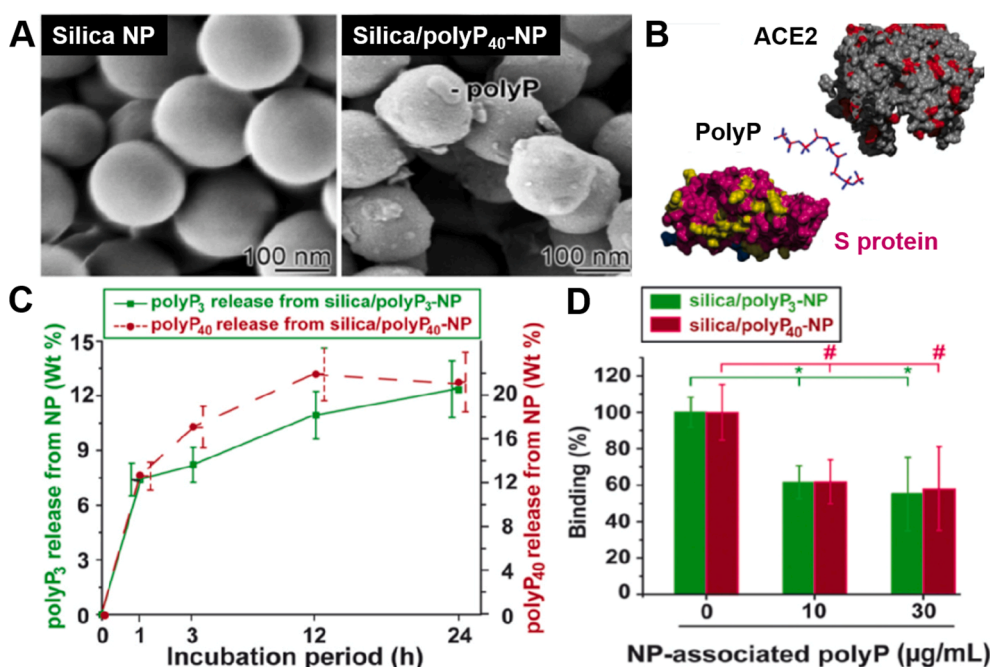 A
Silica NP
Silica/polyP₄₀-NP
- polyP
100 nm
100 nm
B
ACE2
PolyP
S protein
C
polyP₃ release from silica/polyP₃-NP
polyP₄₀ release from silica/polyP₄₀-NP
polyP₃ release from NP (Wt %)
15
12
9
6
3
0
polyP₄₀ release from NP (Wt %)
20
16
12
8
4
0
0 1 3 12 24
Incubation period (h)
D
silica/polyP₃-NP
silica/polyP₄₀-NP
# #
* *
Binding (%)
120
100
80
60
40
20
0
0 10 30
NP-associated polyP (µg/mL)